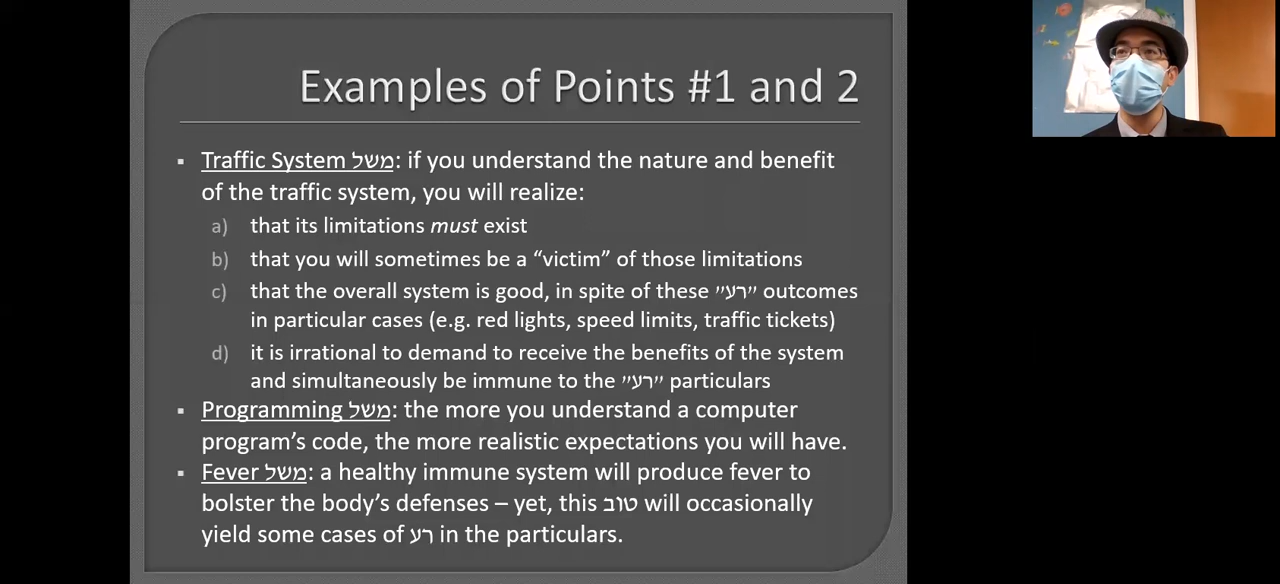 Examples of Points #1 and 2
▪ Traffic System משל: if you understand the nature and benefit
of the traffic system, you will realize:
a) that its limitations must exist
b) that you will sometimes be a “victim” of those limitations
c) that the overall system is good, in spite of these ״רע״ outcomes
in particular cases (e.g. red lights, speed limits, traffic tickets)
d) it is irrational to demand to receive the benefits of the system
and simultaneously be immune to the ״רע״ particulars
▪ Programming משל: the more you understand a computer
program’s code, the more realistic expectations you will have.
▪ Fever משל: a healthy immune system will produce fever to
bolster the body’s defenses – yet, this טוב will occasionally
yield some cases of רע in the particulars.